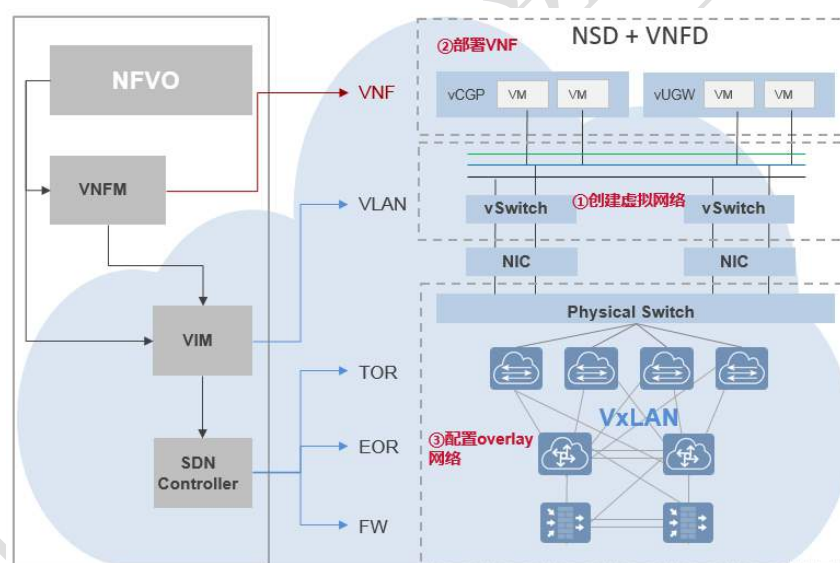 NFVO
VNFM
VIM
SDN
Controller
VNF
VLAN
TOR
EOR
FW
②部署VNF
NSD + VNFD
vCGP
VM
VM
vUGW
VM
VM
①创建虚拟网络
vSwitch
vSwitch
NIC
NIC
Physical Switch
VxLAN
③配置overlay
网络